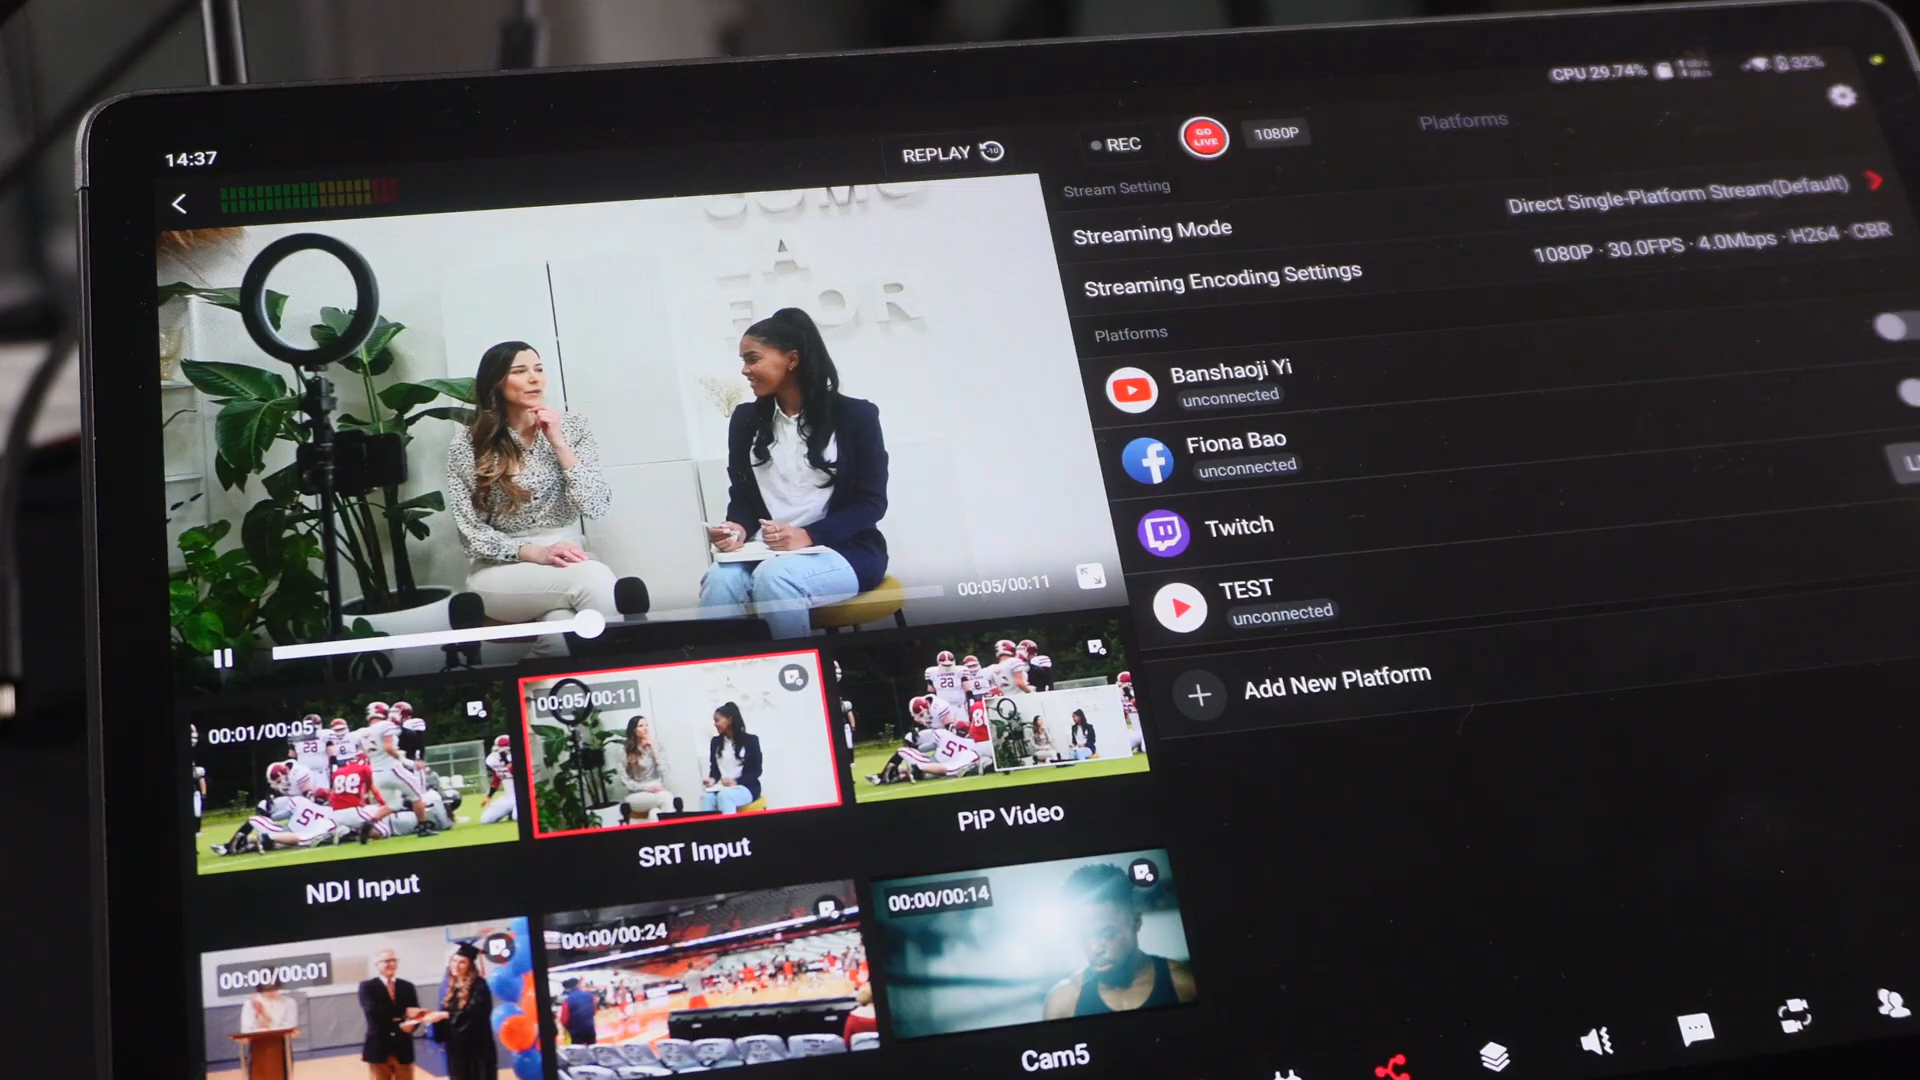 CPU 29.74%
32%
14:37
REPLAY
REC
GO LIVE
1080P
Platforms
Stream Setting
Streaming Mode
Direct Single-Platform Stream(Default)
Streaming Encoding Settings
1080P · 30.0FPS · 4.0Mbps · H264 · CBR
Platforms
Banshaoji Yi
unconnected
Fiona Bao
unconnected
Twitch
TEST
unconnected
Add New Platform
A
FOR
00:05/00:11
00:01/00:05
NDI Input
00:05/00:11
SRT Input
PiP Video
00:00/00:01
00:00/00:24
00:00/00:14
Cam5